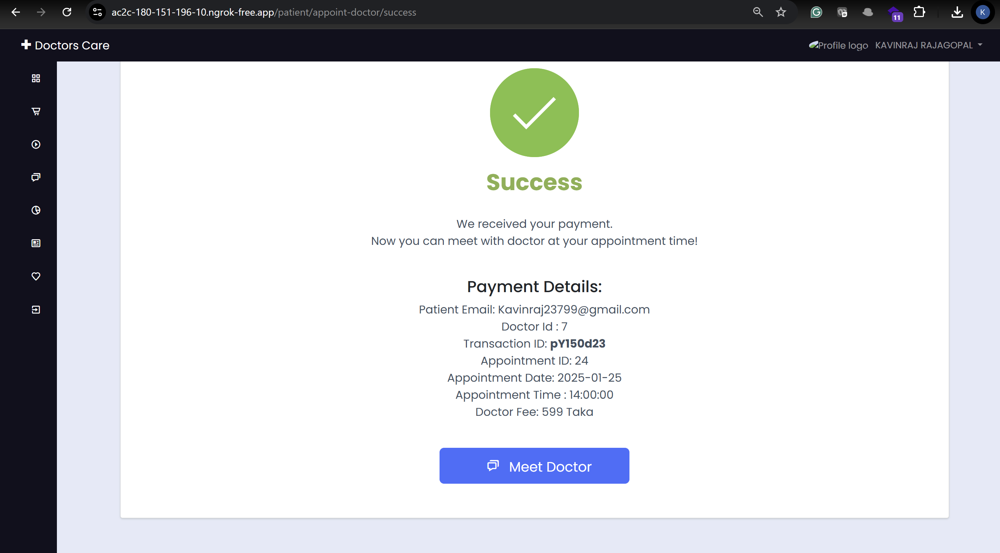 ac2c-180-151-196-10.ngrok-free.app/patient/appoint-doctor/success
11
K
Doctors Care
Profile logo
KAVINRAJ RAJAGOPAL
Success
We received your payment.
Now you can meet with doctor at your appointment time!
Payment Details:
Patient Email: Kavinraj23799@gmail.com
Doctor Id : 7
Transaction ID: pY150d23
Appointment ID: 24
Appointment Date: 2025-01-25
Appointment Time : 14:00:00
Doctor Fee: 599 Taka
Meet Doctor